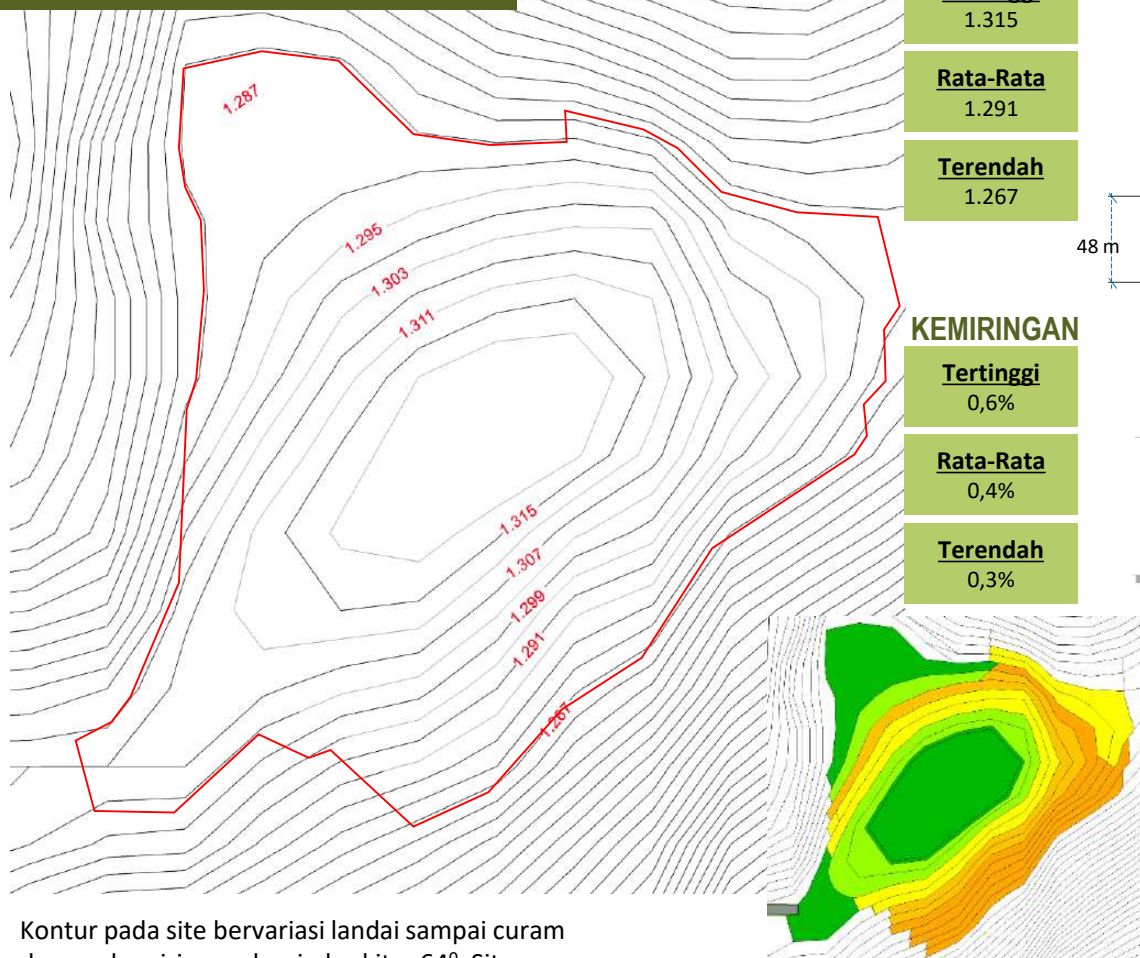 1.315
Rata-Rata
1.291
Terendah
1.267
48 m
KEMIRINGAN
Tertinggi
0,6%
Rata-Rata
0,4%
Terendah
0,3%
1.287
1.295
1.303
1.311
1.315
1.307
1.299
1.291
1.267
Kontur pada site bervariasi landai sampai curam